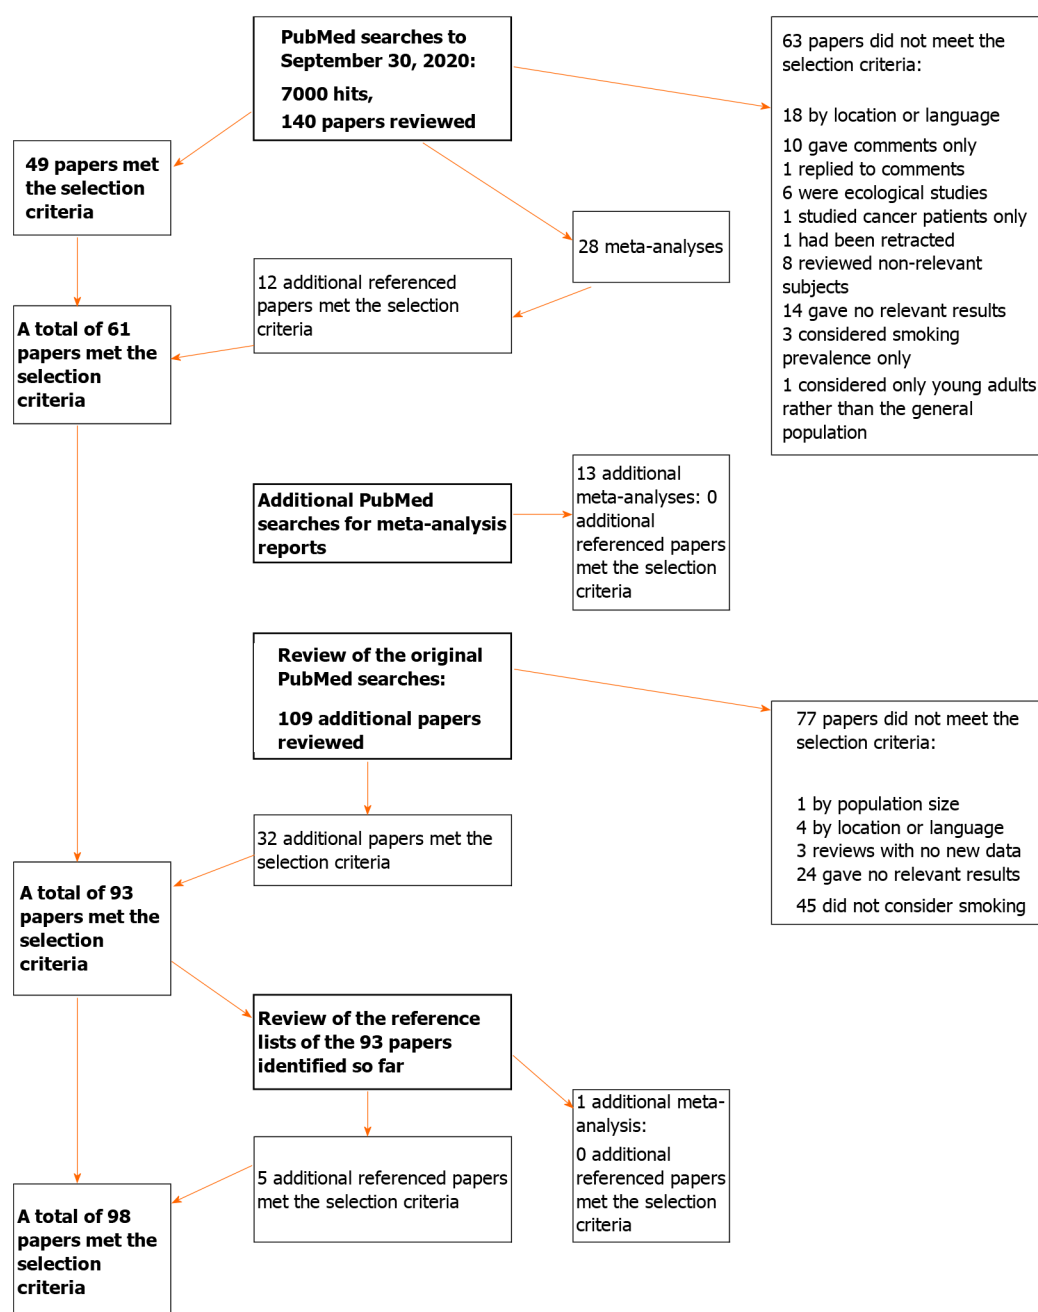 PubMed searches to
September 30, 2020:
7000 hits,
140 papers reviewed
63 papers did not meet the
selection criteria:
18 by location or language
10 gave comments only
1 replied to comments
6 were ecological studies
1 studied cancer patients only
1 had been retracted
8 reviewed non-relevant
subjects
14 gave no relevant results
3 considered smoking
prevalence only
1 considered only young adults
rather than the general
population
49 papers met
the selection
criteria
28 meta-analyses
12 additional referenced
papers met the selection
criteria
A total of 61
papers met the
selection
criteria
Additional PubMed
searches for meta-analysis
reports
13 additional
meta-analyses: 0
additional
referenced papers
met the selection
criteria
Review of the original
PubMed searches:
109 additional papers
reviewed
77 papers did not meet the
selection criteria:
1 by population size
4 by location or language
3 reviews with no new data
24 gave no relevant results
45 did not consider smoking
32 additional papers met the
selection criteria
A total of 93
papers met the
selection
criteria
Review of the reference
lists of the 93 papers
identified so far
1 additional meta-
analysis:
0 additional
referenced papers
met the selection
criteria
5 additional referenced papers
met the selection criteria
A total of 98
papers met the
selection
criteria